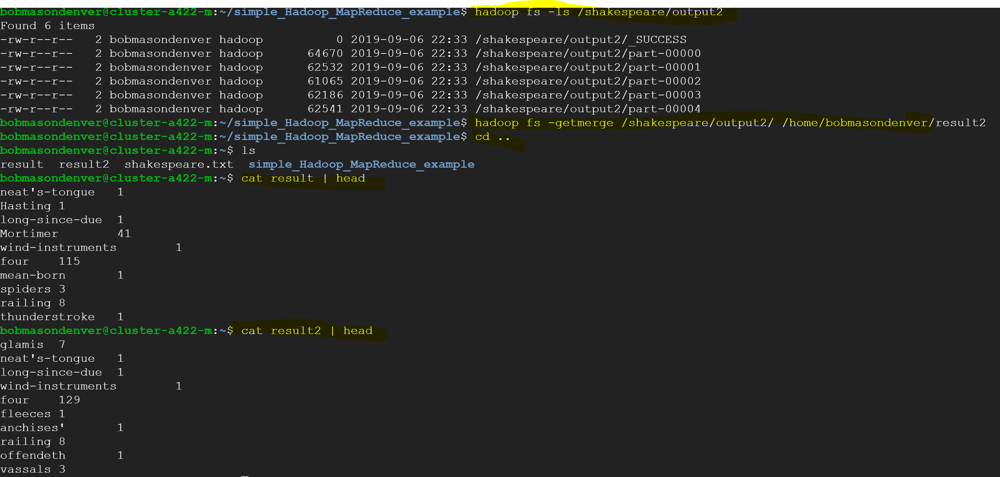 bobmasondenver@cluster-a422-m:~/simple_Hadoop_MapReduce_example$ hadoop fs -ls /shakespeare/output2
Found 6 items
-rw-r--r--   2 bobmasondenver hadoop          0 2019-09-06 22:33 /shakespeare/output2/_SUCCESS
-rw-r--r--   2 bobmasondenver hadoop      64670 2019-09-06 22:33 /shakespeare/output2/part-00000
-rw-r--r--   2 bobmasondenver hadoop      62532 2019-09-06 22:33 /shakespeare/output2/part-00001
-rw-r--r--   2 bobmasondenver hadoop      61065 2019-09-06 22:33 /shakespeare/output2/part-00002
-rw-r--r--   2 bobmasondenver hadoop      62186 2019-09-06 22:33 /shakespeare/output2/part-00003
-rw-r--r--   2 bobmasondenver hadoop      62541 2019-09-06 22:33 /shakespeare/output2/part-00004
bobmasondenver@cluster-a422-m:~/simple_Hadoop_MapReduce_example$ hadoop fs -getmerge /shakespeare/output2/ /home/bobmasondenver/result2
bobmasondenver@cluster-a422-m:~/simple_Hadoop_MapReduce_example$ cd ..
bobmasondenver@cluster-a422-m:~$ ls
result  result2  shakespeare.txt  simple_Hadoop_MapReduce_example
bobmasondenver@cluster-a422-m:~$ cat result | head
neat's-tongue   1
Hasting 1
long-since-due  1
Mortimer        41
wind-instruments        1
four    115
mean-born       1
spiders 3
railing 8
thunderstroke   1
bobmasondenver@cluster-a422-m:~$ cat result2 | head
glamis  7
neat's-tongue   1
long-since-due  1
wind-instruments        1
four    129
fleeces 1
anchises'       1
railing 8
offendeth       1
vassals 3